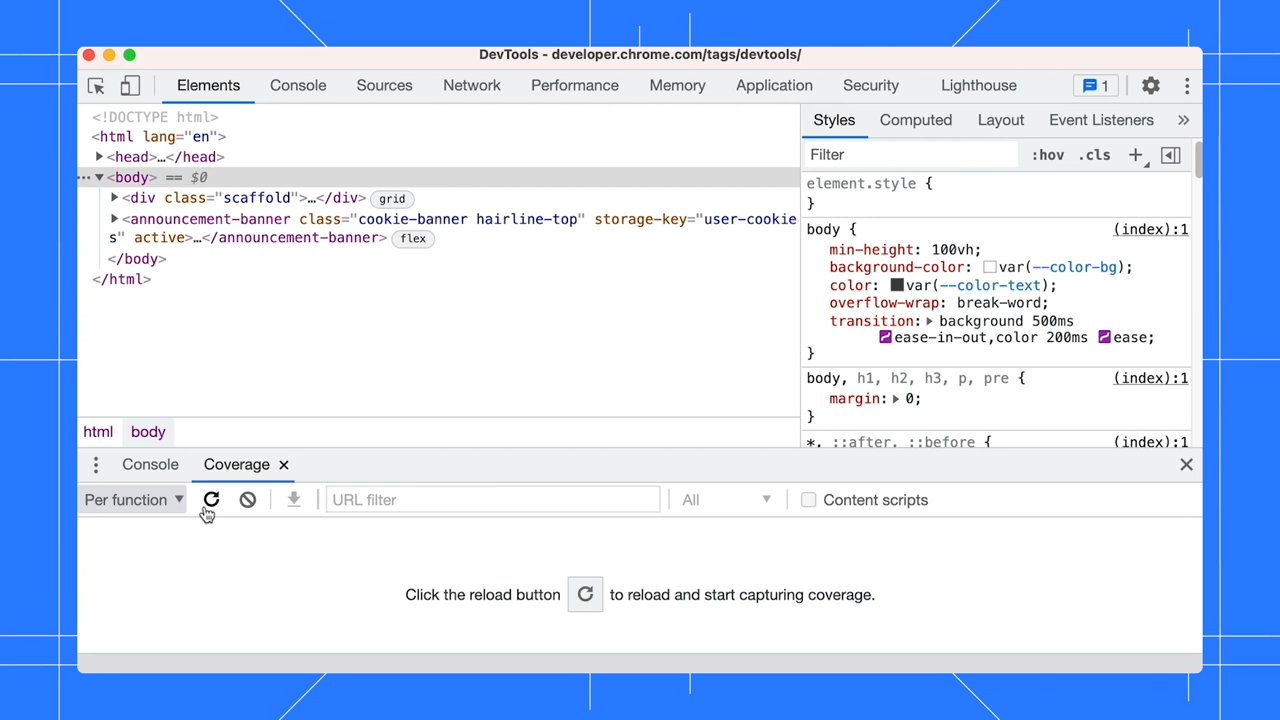 DevTools - developer.chrome.com/tags/devtools/
Elements Console Sources Network Performance Memory Application Security Lighthouse 1
<!DOCTYPE html>
<html lang="en">
<head>…</head>
<body> == $0
<div class="scaffold">…</div> grid
<announcement-banner class="cookie-banner hairline-top" storage-key="user-cookie
s" active>…</announcement-banner> flex
</body>
</html>
html body
Styles Computed Layout Event Listeners »
Filter :hov .cls +
element.style {
}
body { (index):1
min-height: 100vh;
background-color: var(--color-bg);
color: var(--color-text);
overflow-wrap: break-word;
transition: background 500ms
ease-in-out,color 200ms ease;
}
body, h1, h2, h3, p, pre { (index):1
margin: 0;
}
*, ::after, ::before { (index):1
Console Coverage
Per function URL filter All Content scripts
Click the reload button to reload and start capturing coverage.